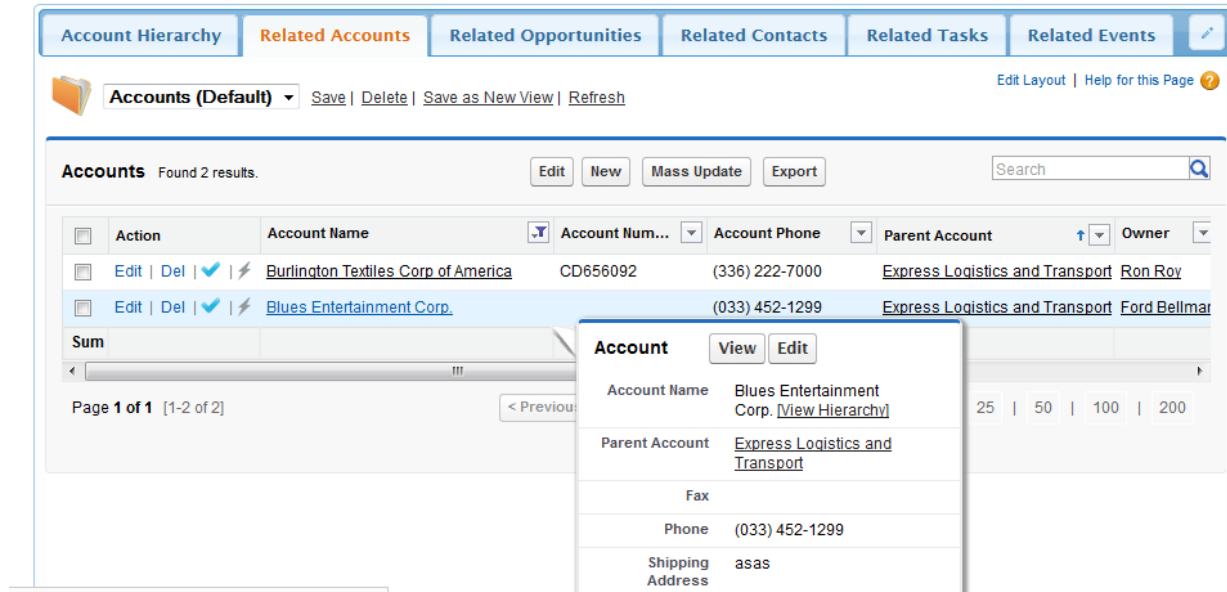 Account Hierarchy Related Accounts Related Opportunities Related Contacts Related Tasks Related Events
Edit Layout | Help for this Page ?
Accounts (Default) Save | Delete | Save as New View | Refresh
Accounts Found 2 results. Edit New Mass Update Export Search
Action Account Name Account Num... Account Phone Parent Account Owner
Edit | Del | | Burlington Textiles Corp of America CD656092 (336) 222-7000 Express Logistics and Transport Ron Roy
Edit | Del | | Blues Entertainment Corp. (033) 452-1299 Express Logistics and Transport Ford Bellmar
Sum
Account View Edit
Page 1 of 1 [1-2 of 2] < Previou 25 | 50 | 100 | 200
Account Name Blues Entertainment
Corp. [View Hierarchy]
Parent Account Express Logistics and
Transport
Fax
Phone (033) 452-1299
Shipping asas
Address